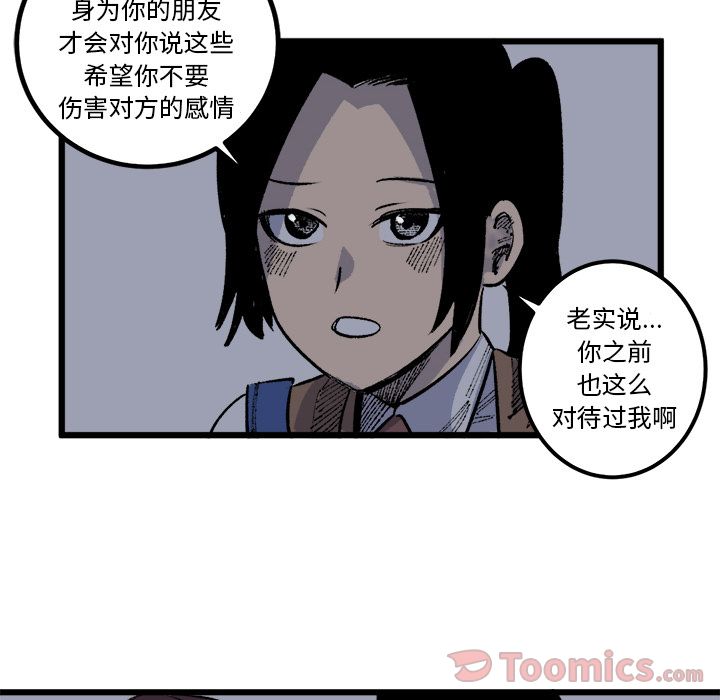 身为你的朋友
才会对你说这些
希望你不要
伤害对方的感情
老实说...
你之前
也这么
对待过我啊
Toomics.com